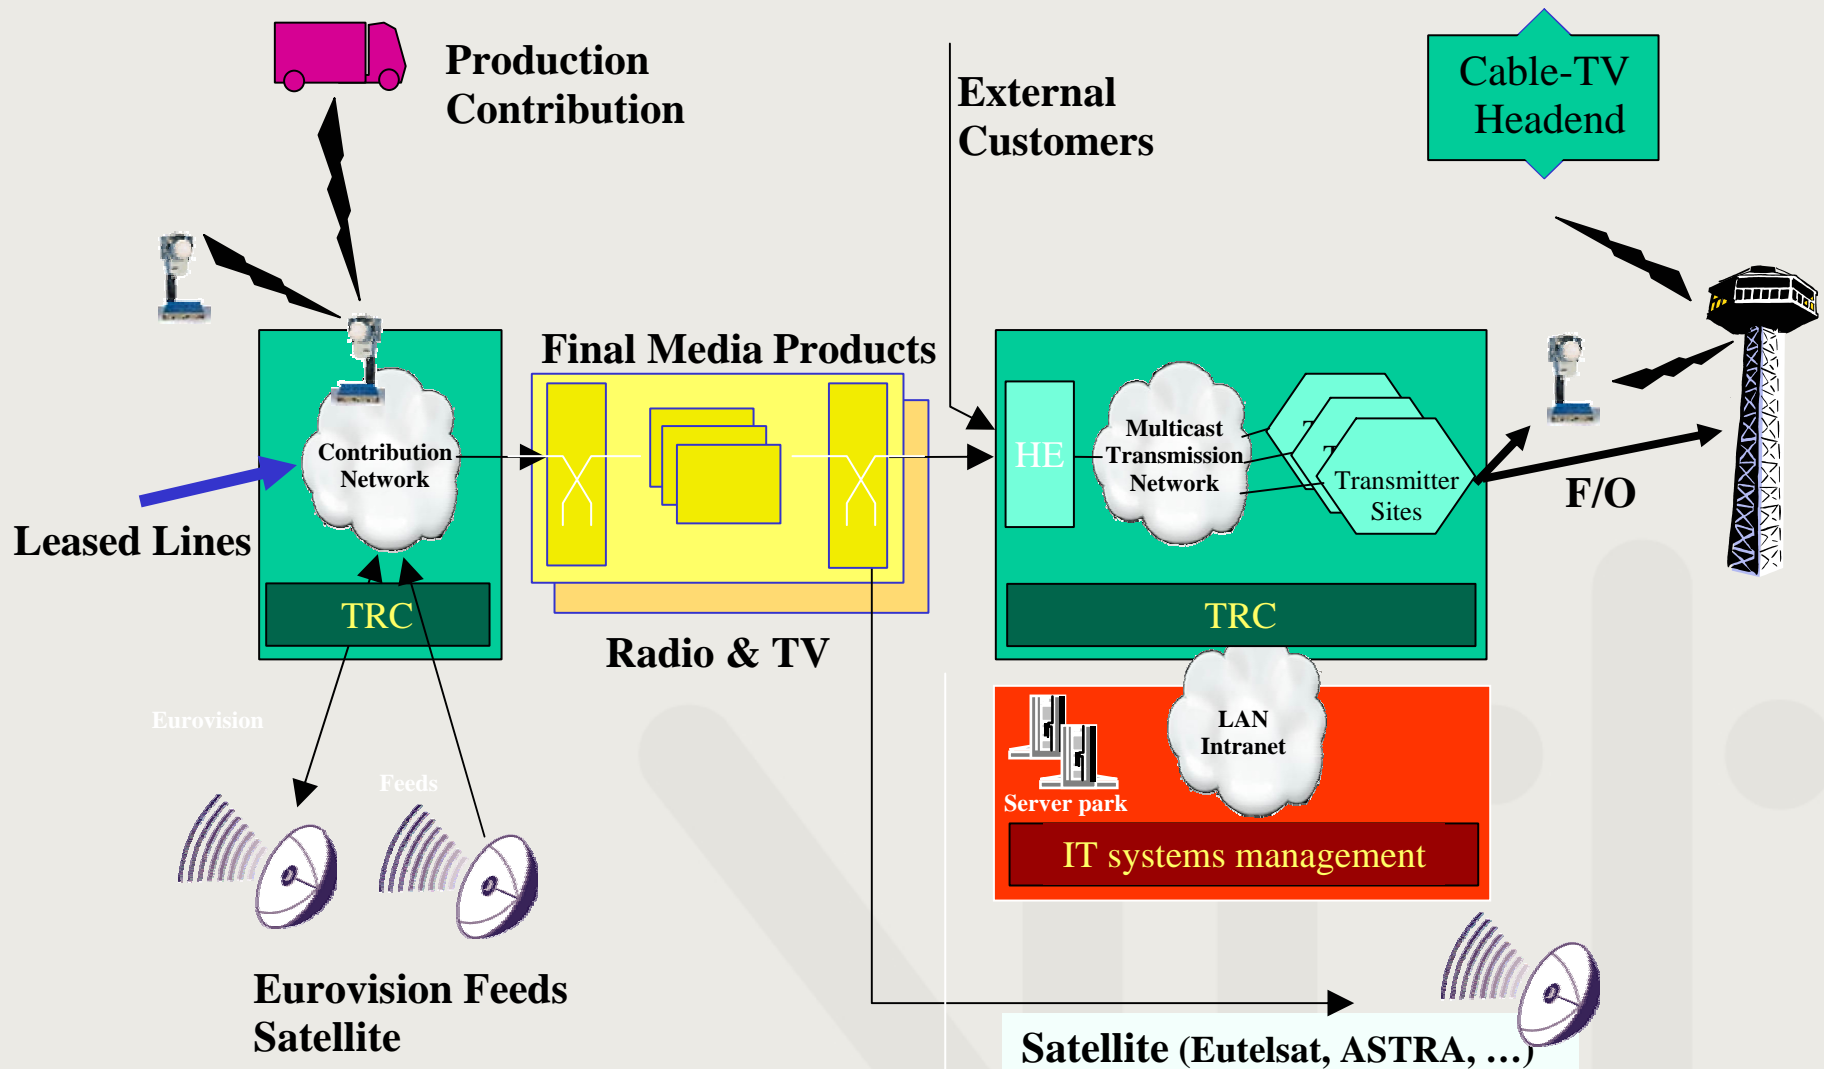 Production
Contribution
External
Customers
Cable-TV
Headend
Final Media Products
Contribution
Network
HE
Multicast
Transmission
Network
T
T
Transmitter
Sites
F/O
Leased Lines
TRC
Radio & TV
TRC
Eurovision
Feeds
LAN
Intranet
Server park
IT systems management
Eurovision Feeds
Satellite
Satellite (Eutelsat, ASTRA, …)